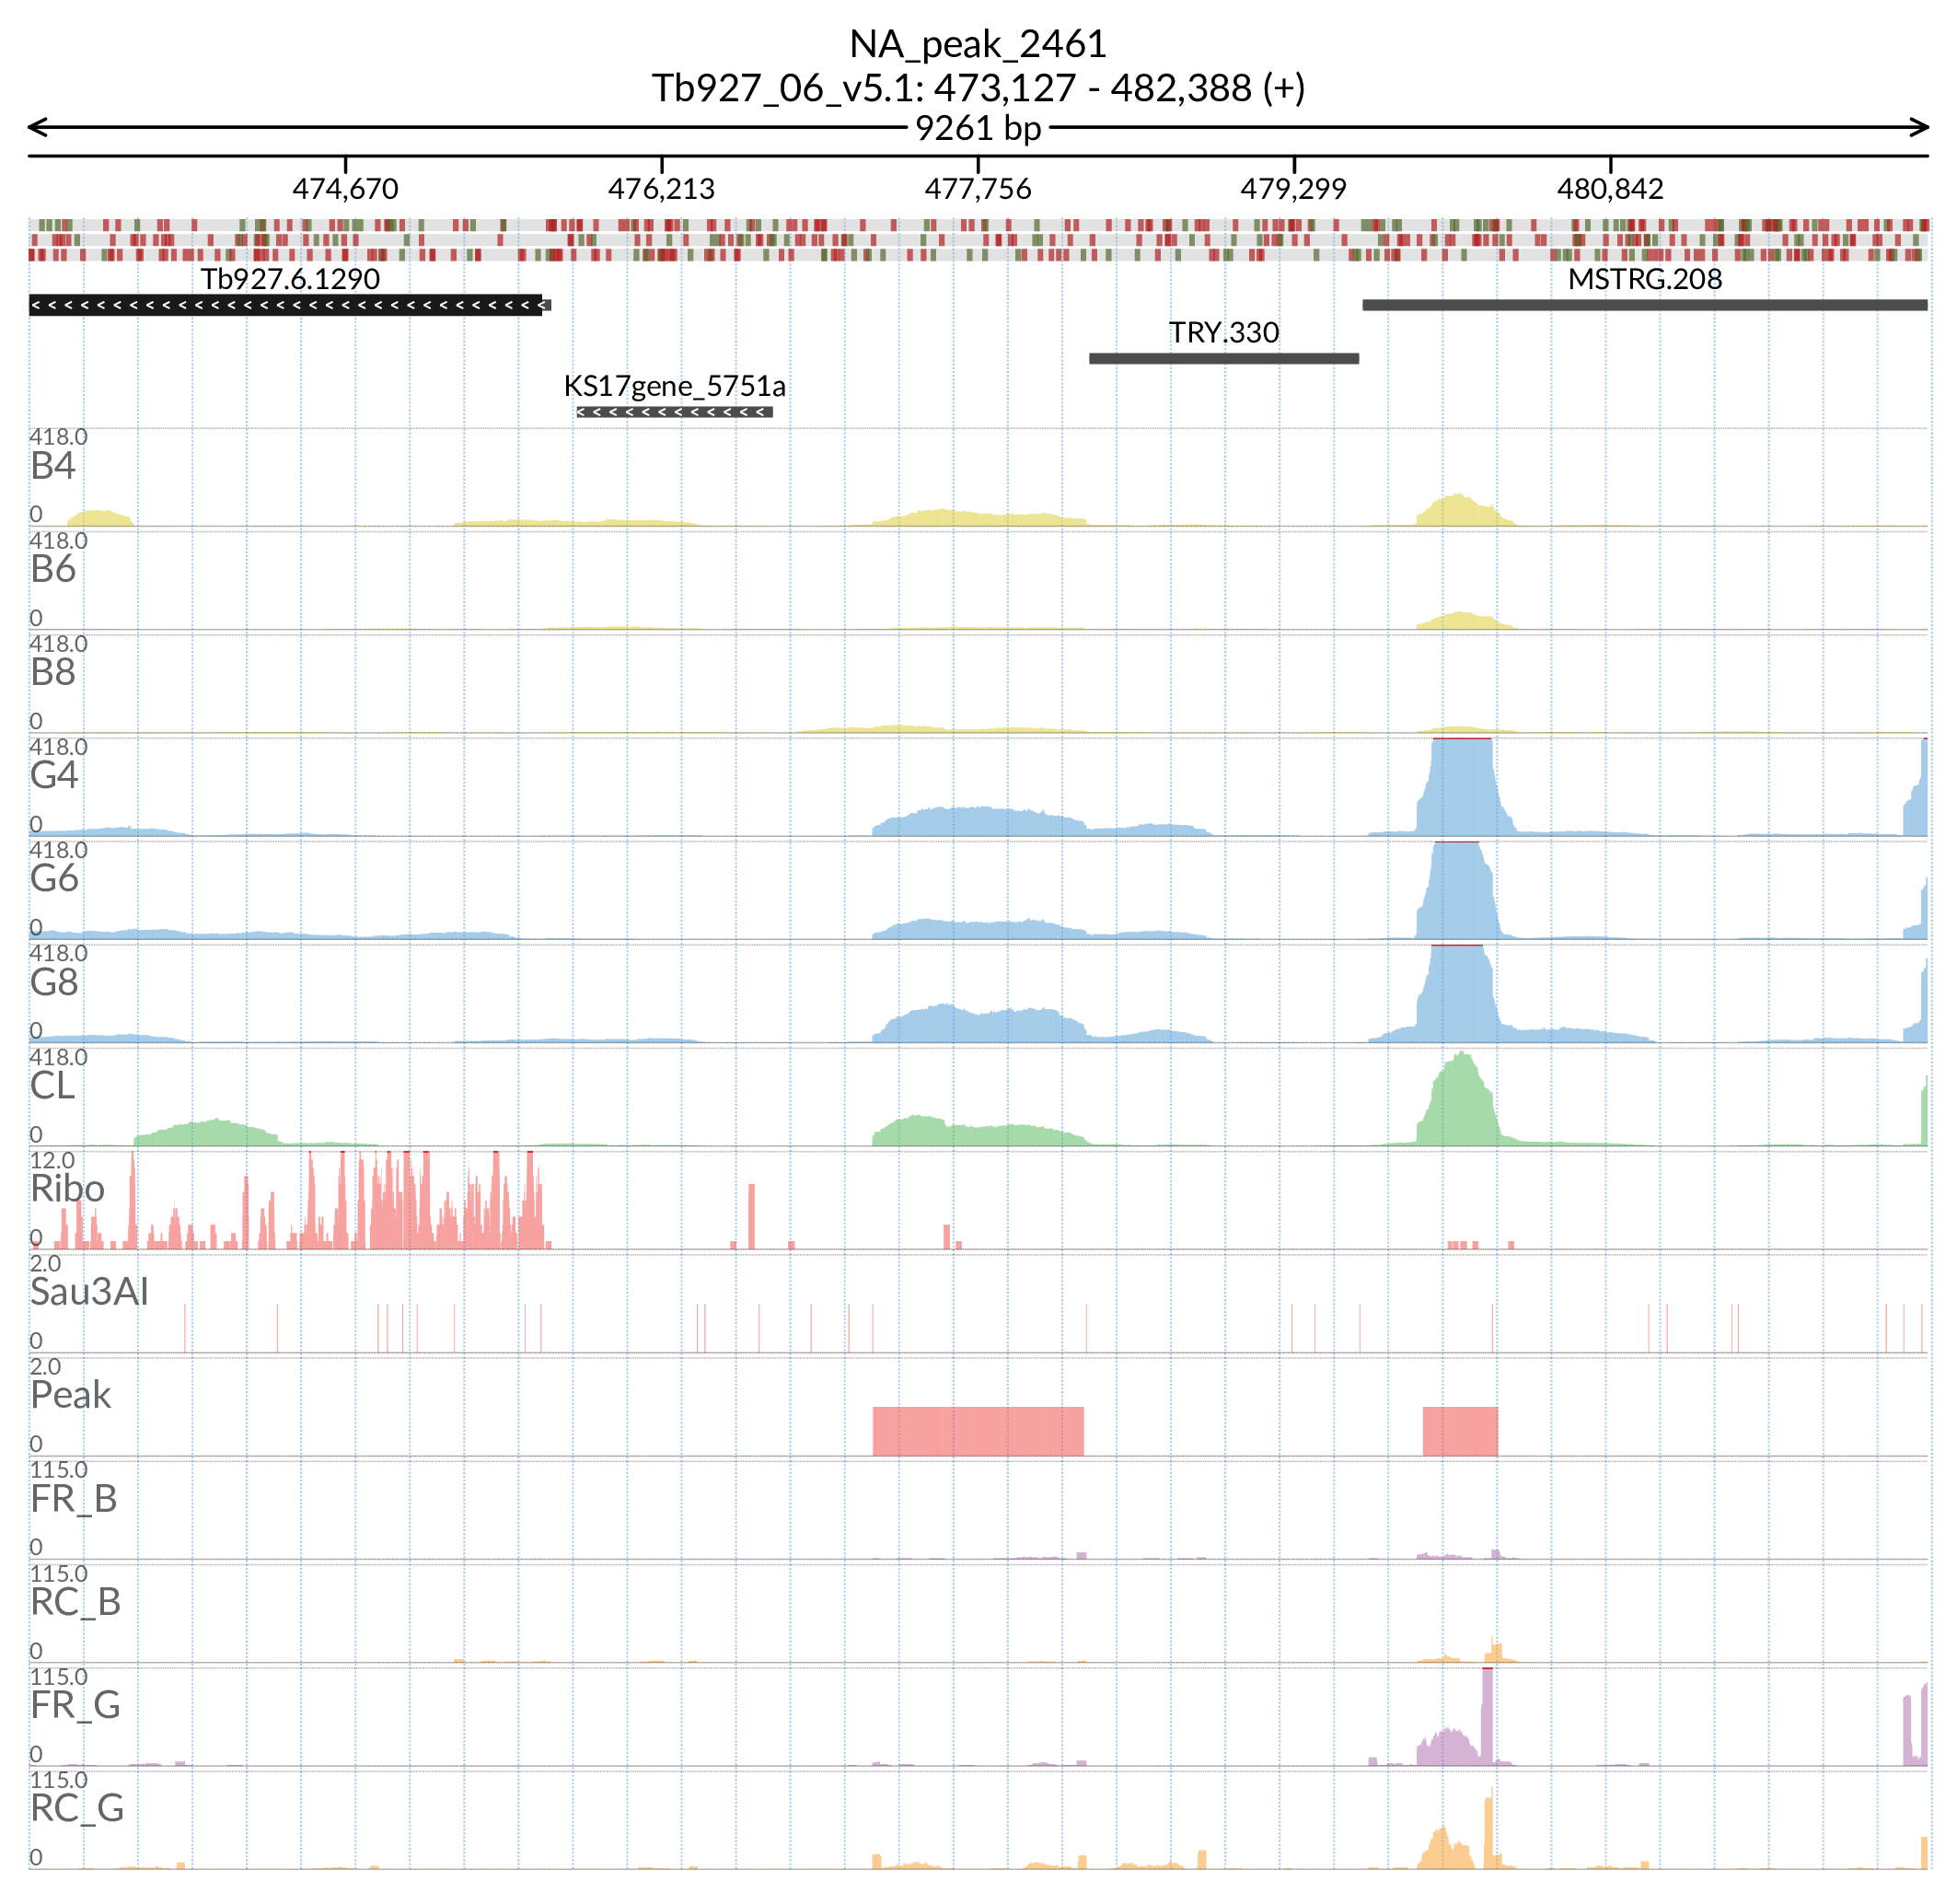 NA_peak_2461
Tb927_06_v5.1: 473,127 - 482,388 (+)
9261 bp
474,670 476,213 477,756 479,299 480,842
Tb927.6.1290 MSTRG.208
TRY.330
KS17gene_5751a
418.0
B4
0
418.0
B6
0
418.0
B8
0
418.0
G4
0
418.0
G6
0
418.0
G8
0
418.0
CL
0
12.0
Ribo
0
2.0
Sau3AI
0
2.0
Peak
0
115.0
FR_B
0
115.0
RC_B
0
115.0
FR_G
0
115.0
RC_G
0